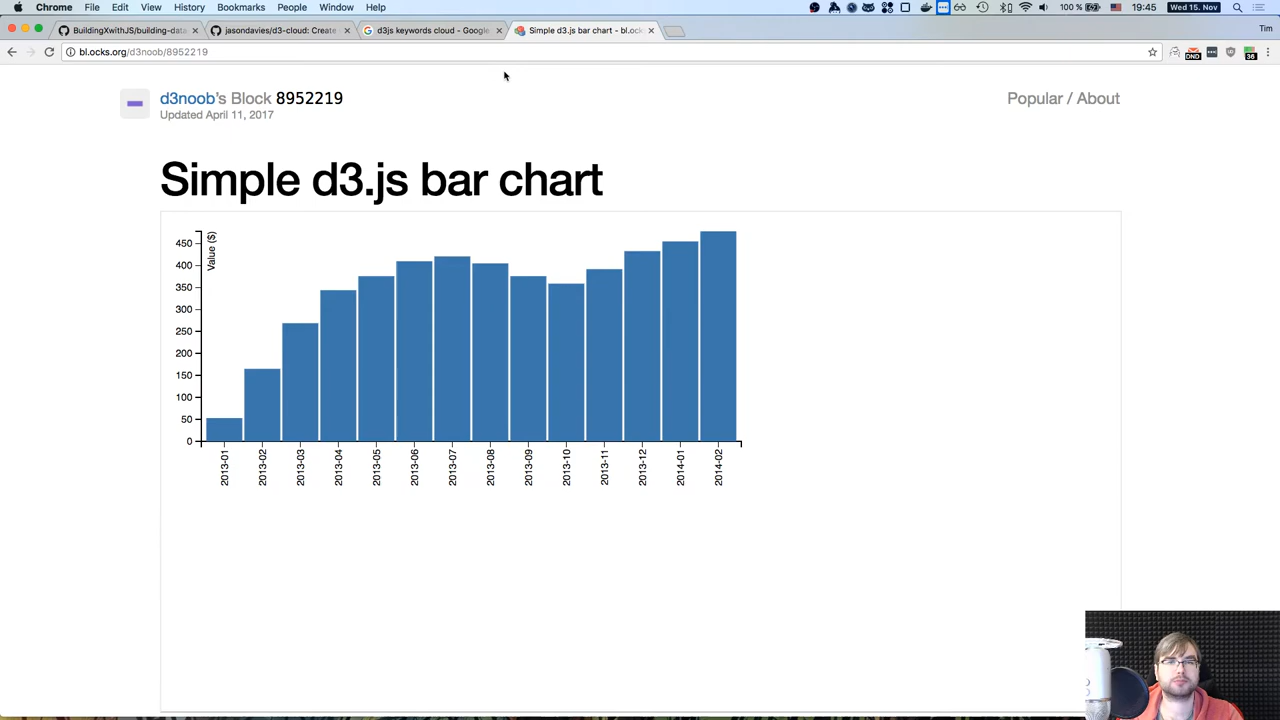 Chrome File Edit View History Bookmarks People Window Help 100% Wed 15. Nov 19:45
BuildingXwithJS/building-data
jasondavies/d3-cloud: Create
d3js keywords cloud - Google
Simple d3.js bar chart - bl.ock
Tim
bl.ocks.org/d3noob/8952219
DND
36
d3noob's Block 8952219
Popular / About
Updated April 11, 2017
Simple d3.js bar chart
Value ($)
450
400
350
300
250
200
150
100
50
0
2013-01
2013-02
2013-03
2013-04
2013-05
2013-06
2013-07
2013-08
2013-09
2013-10
2013-11
2013-12
2014-01
2014-02